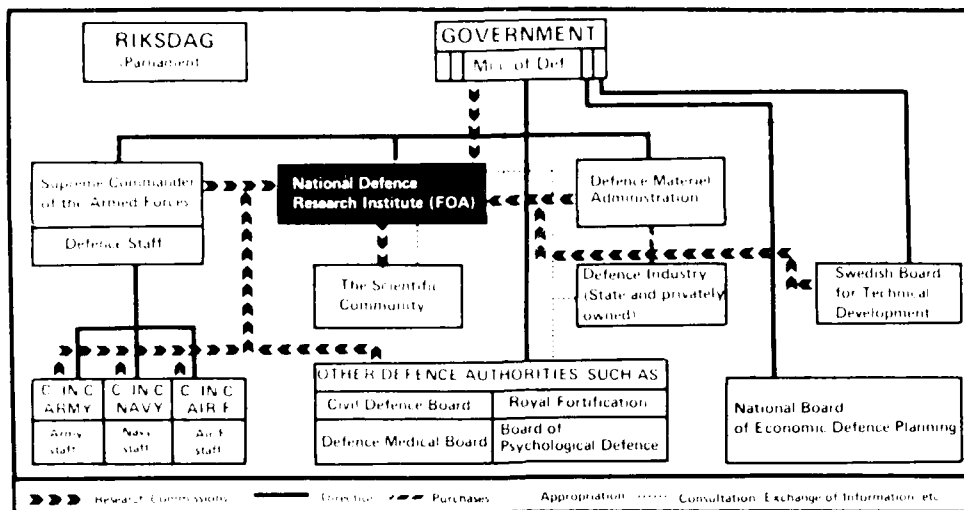 RIKSDAG
(Parliament
GOVERNMENT
of Def
Supreme Commander
of the Armed Forces
Defence Staff
National Defence
Research Institute (FOA)
Defence Materiel
Administration
The Scientific
Community
Defence Industry
(State and privately
owned)
Swedish Board
for Technical
Development
C IN C
ARMY
C IN C
NAVY
C IN C
AIR F
Army
staff
Navy
staff
Air F
staff
OTHER DEFENCE AUTHORITIES SUCH AS
Civil Defence Board
Royal Fortification
Defence Medical Board
Board of
Psychological Defence
National Board
of Economic Defence Planning
Research Commissions
Directive
Purchases
Appropriation
Consultation Exchange of Information etc